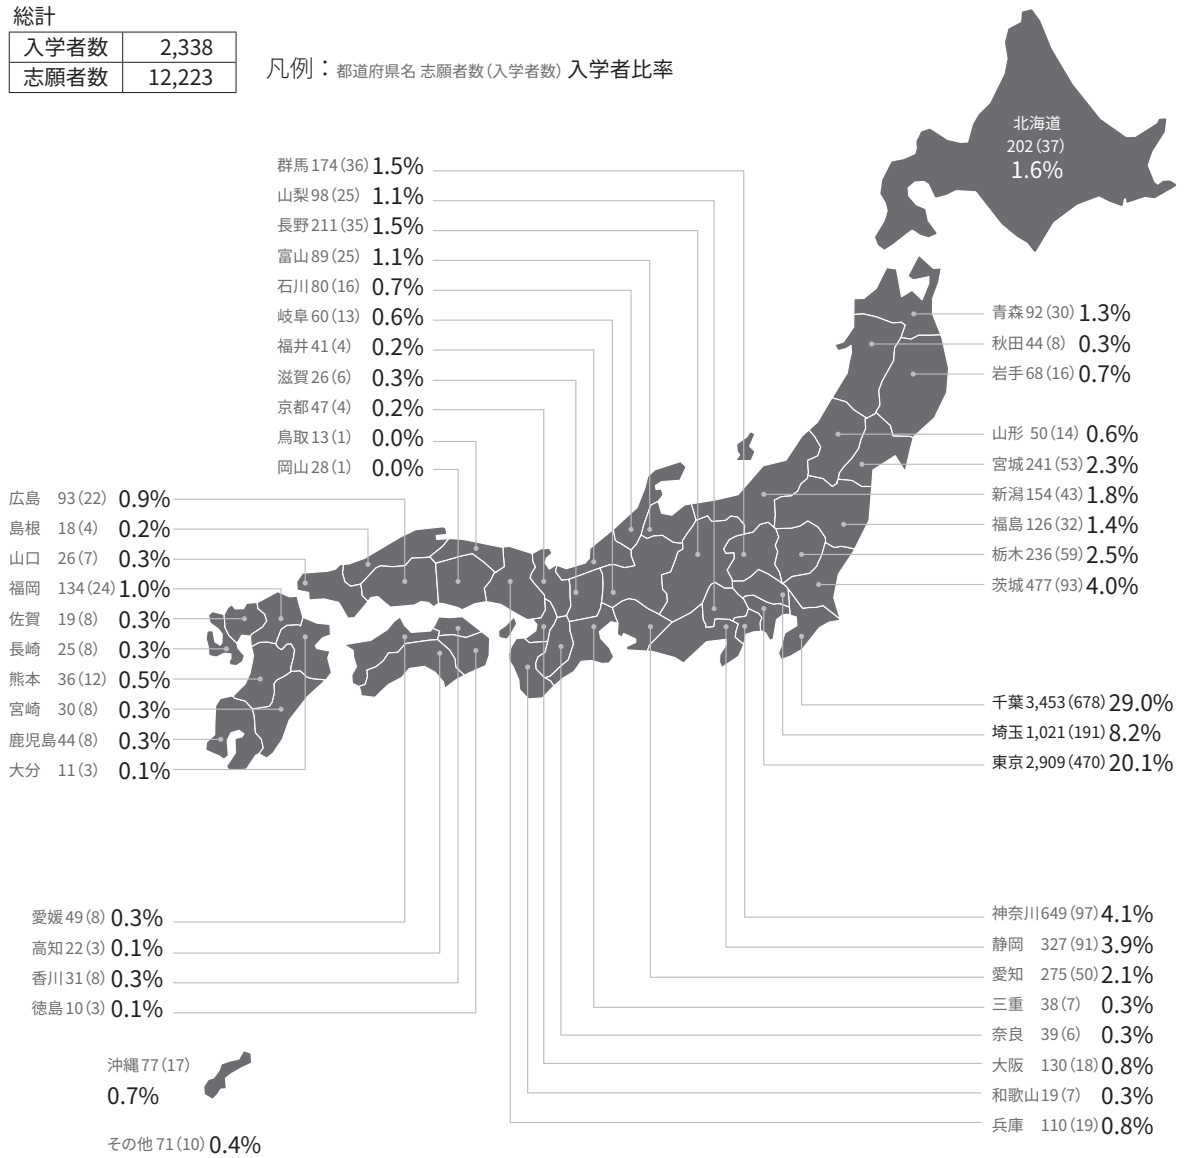 総計
入学者数 2,338
志願者数 12,223
凡例：都道府県名 志願者数（入学者数） 入学者比率
北海道
202（37）
1.6%
群馬174（36）1.5%
山梨98（25）1.1%
長野211（35）1.5%
富山89（25）1.1%
石川80（16）0.7%
岐阜60（13）0.6%
福井41（4）0.2%
滋賀26（6）0.3%
京都47（4）0.2%
鳥取13（1）0.0%
岡山28（1）0.0%
広島 93（22）0.9%
島根 18（4）0.2%
山口 26（7）0.3%
福岡 134（24）1.0%
佐賀 19（8）0.3%
長崎 25（8）0.3%
熊本 36（12）0.5%
宮崎 30（8）0.3%
鹿児島44（8）0.3%
大分 11（3）0.1%
青森92（30）1.3%
秋田44（8）0.3%
岩手68（16）0.7%
山形 50（14）0.6%
宮城241（53）2.3%
新潟154（43）1.8%
福島126（32）1.4%
栃木236（59）2.5%
茨城477（93）4.0%
千葉3,453（678）29.0%
埼玉1,021（191）8.2%
東京2,909（470）20.1%
愛媛49（8）0.3%
高知22（3）0.1%
香川31（8）0.3%
徳島10（3）0.1%
神奈川649（97）4.1%
静岡 327（91）3.9%
愛知 275（50）2.1%
三重 38（7）0.3%
奈良 39（6）0.3%
大阪 130（18）0.8%
和歌山19（7）0.3%
兵庫 110（19）0.8%
沖縄77（17）
0.7%
その他71（10）0.4%